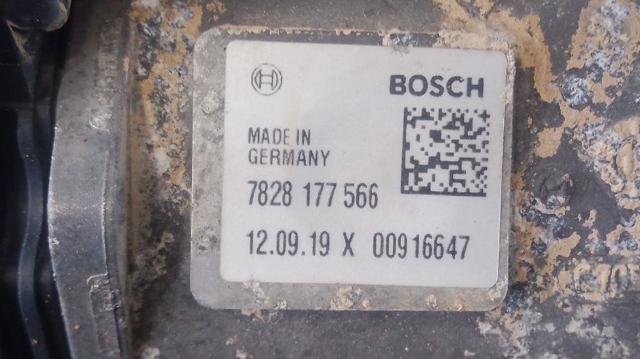 BOSCH
MADE IN
GERMANY
7828 177 566
12.09.19 X 00916647